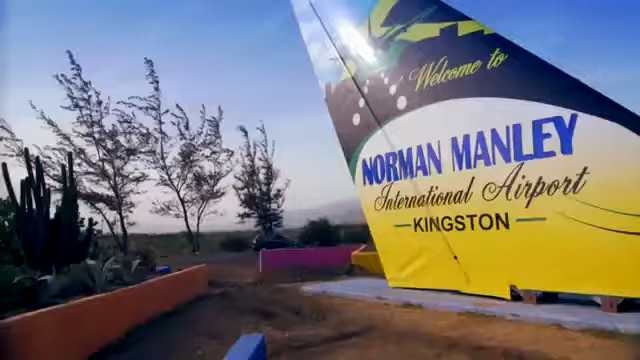 Welcome to
NORMAN MANLEY
International Airport
KINGSTON